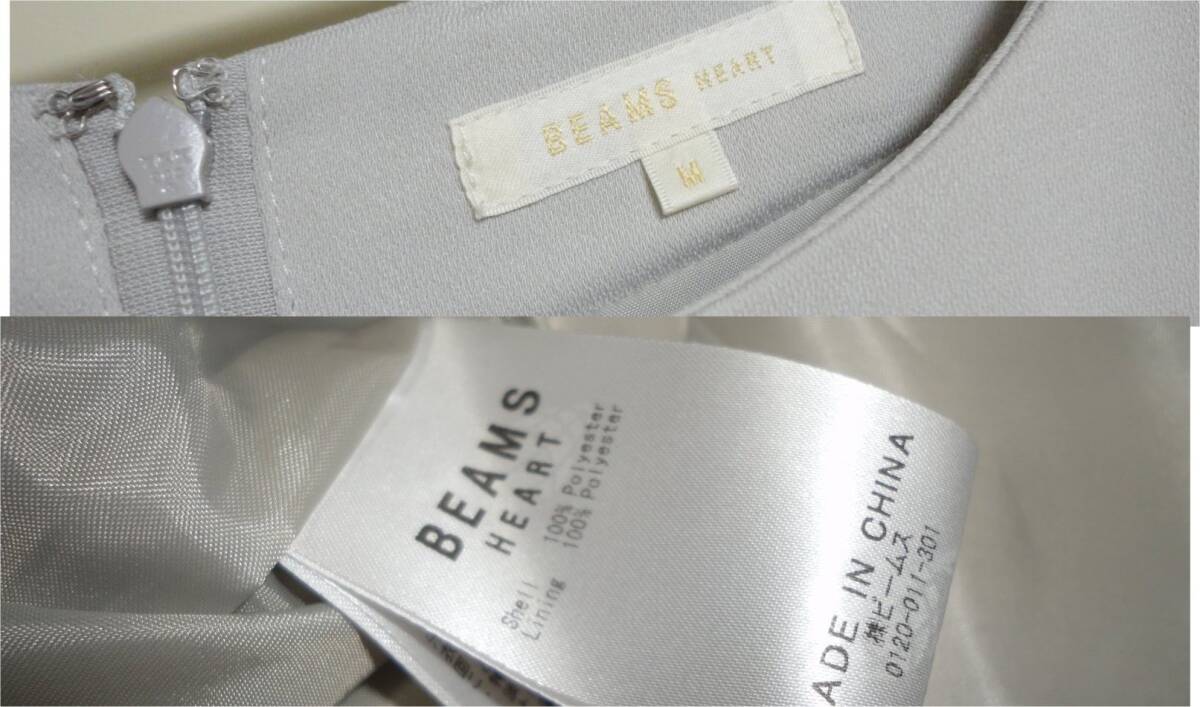 BEAMS HEART
M
BEAMS
HEART
Shell 100% Polyester
Lining 100% Polyester
ADE IN CHINA
㈱ビームス
0120-011-301